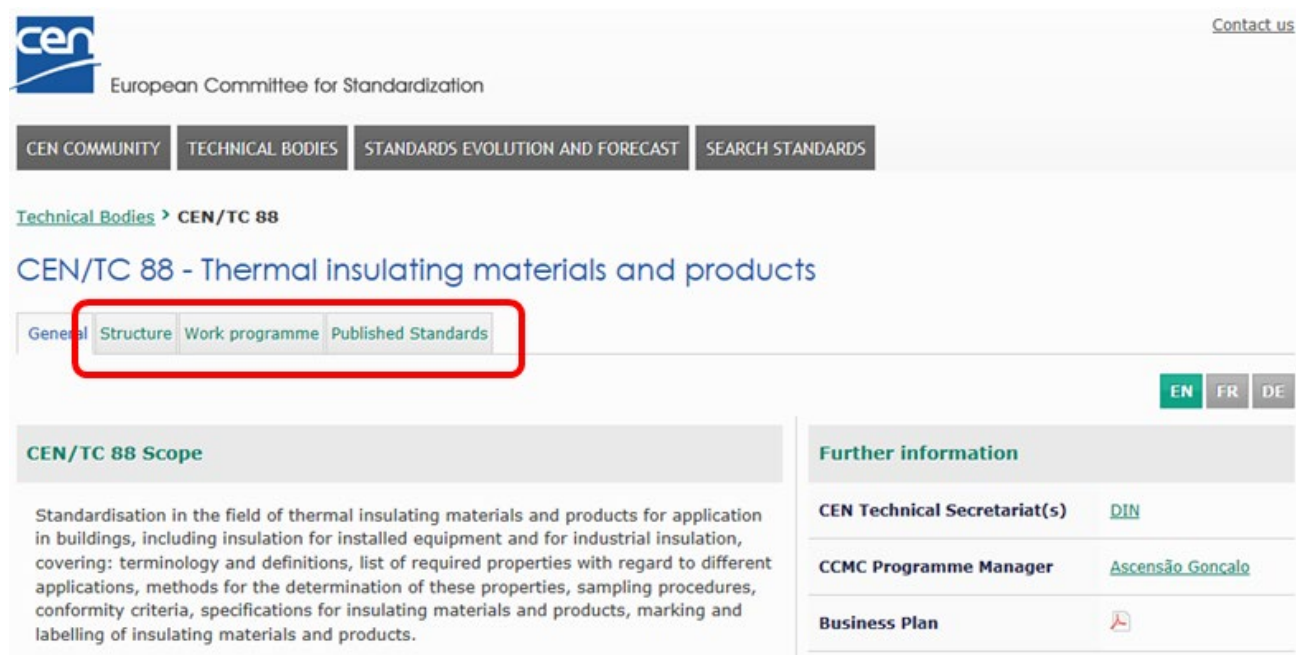 cen
Contact us
European Committee for Standardization
CEN COMMUNITY TECHNICAL BODIES STANDARDS EVOLUTION AND FORECAST SEARCH STANDARDS
Technical Bodies > CEN/TC 88
CEN/TC 88 - Thermal insulating materials and products
General Structure Work programme Published Standards
EN FR DE
CEN/TC 88 Scope
Standardisation in the field of thermal insulating materials and products for application
in buildings, including insulation for installed equipment and for industrial insulation,
covering: terminology and definitions, list of required properties with regard to different
applications, methods for the determination of these properties, sampling procedures,
conformity criteria, specifications for insulating materials and products, marking and
labelling of insulating materials and products.
Further information
CEN Technical Secretariat(s) DIN
CCMC Programme Manager Ascensão Gonçalo
Business Plan